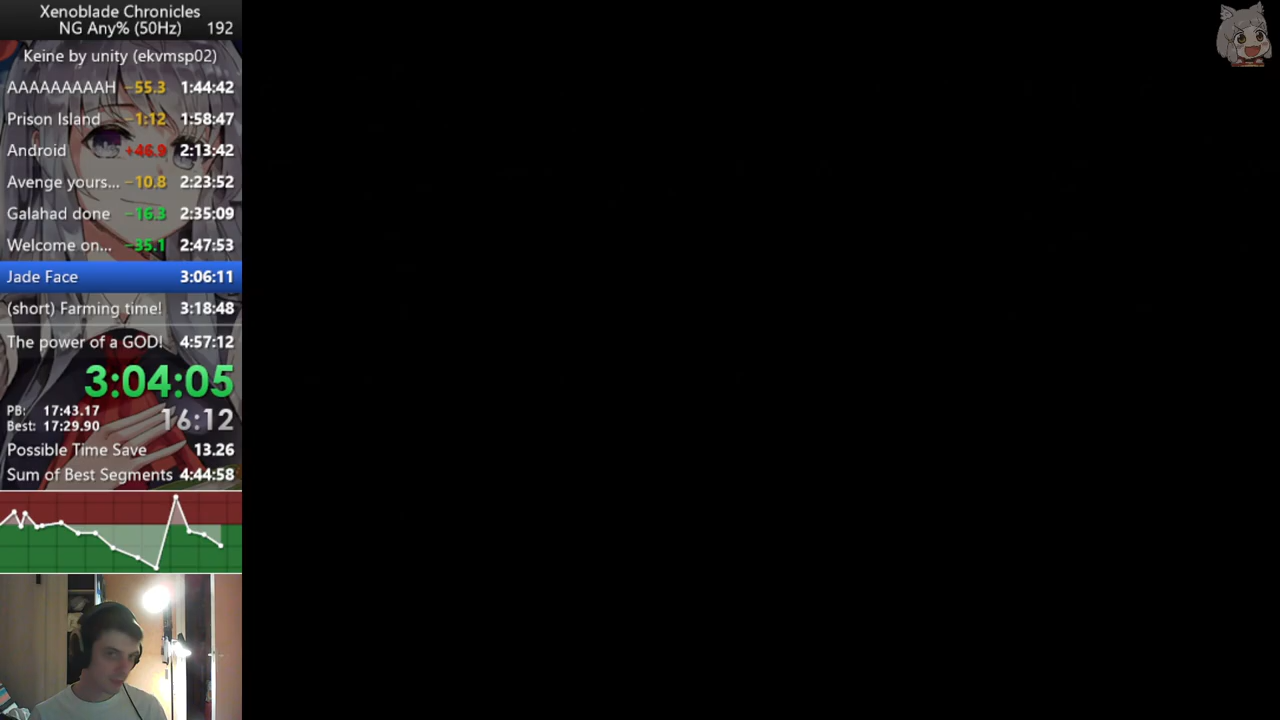 Xenoblade Chronicles
NG Any% (50Hz) 192
Keine by unity (ekvmsp02)
AAAAAAAAAH −55.3 1:44:42
Prison Island −1:12 1:58:47
Android +46.9 2:13:42
Avenge yours... −10.8 2:23:52
Galahad done −16.3 2:35:09
Welcome on... −35.1 2:47:53
Jade Face 3:06:11
(short) Farming time! 3:18:48
The power of a GOD! 4:57:12
3:04:05
PB: 17:43.17 16:12
Best: 17:29.90
Possible Time Save 13.26
Sum of Best Segments 4:44:58